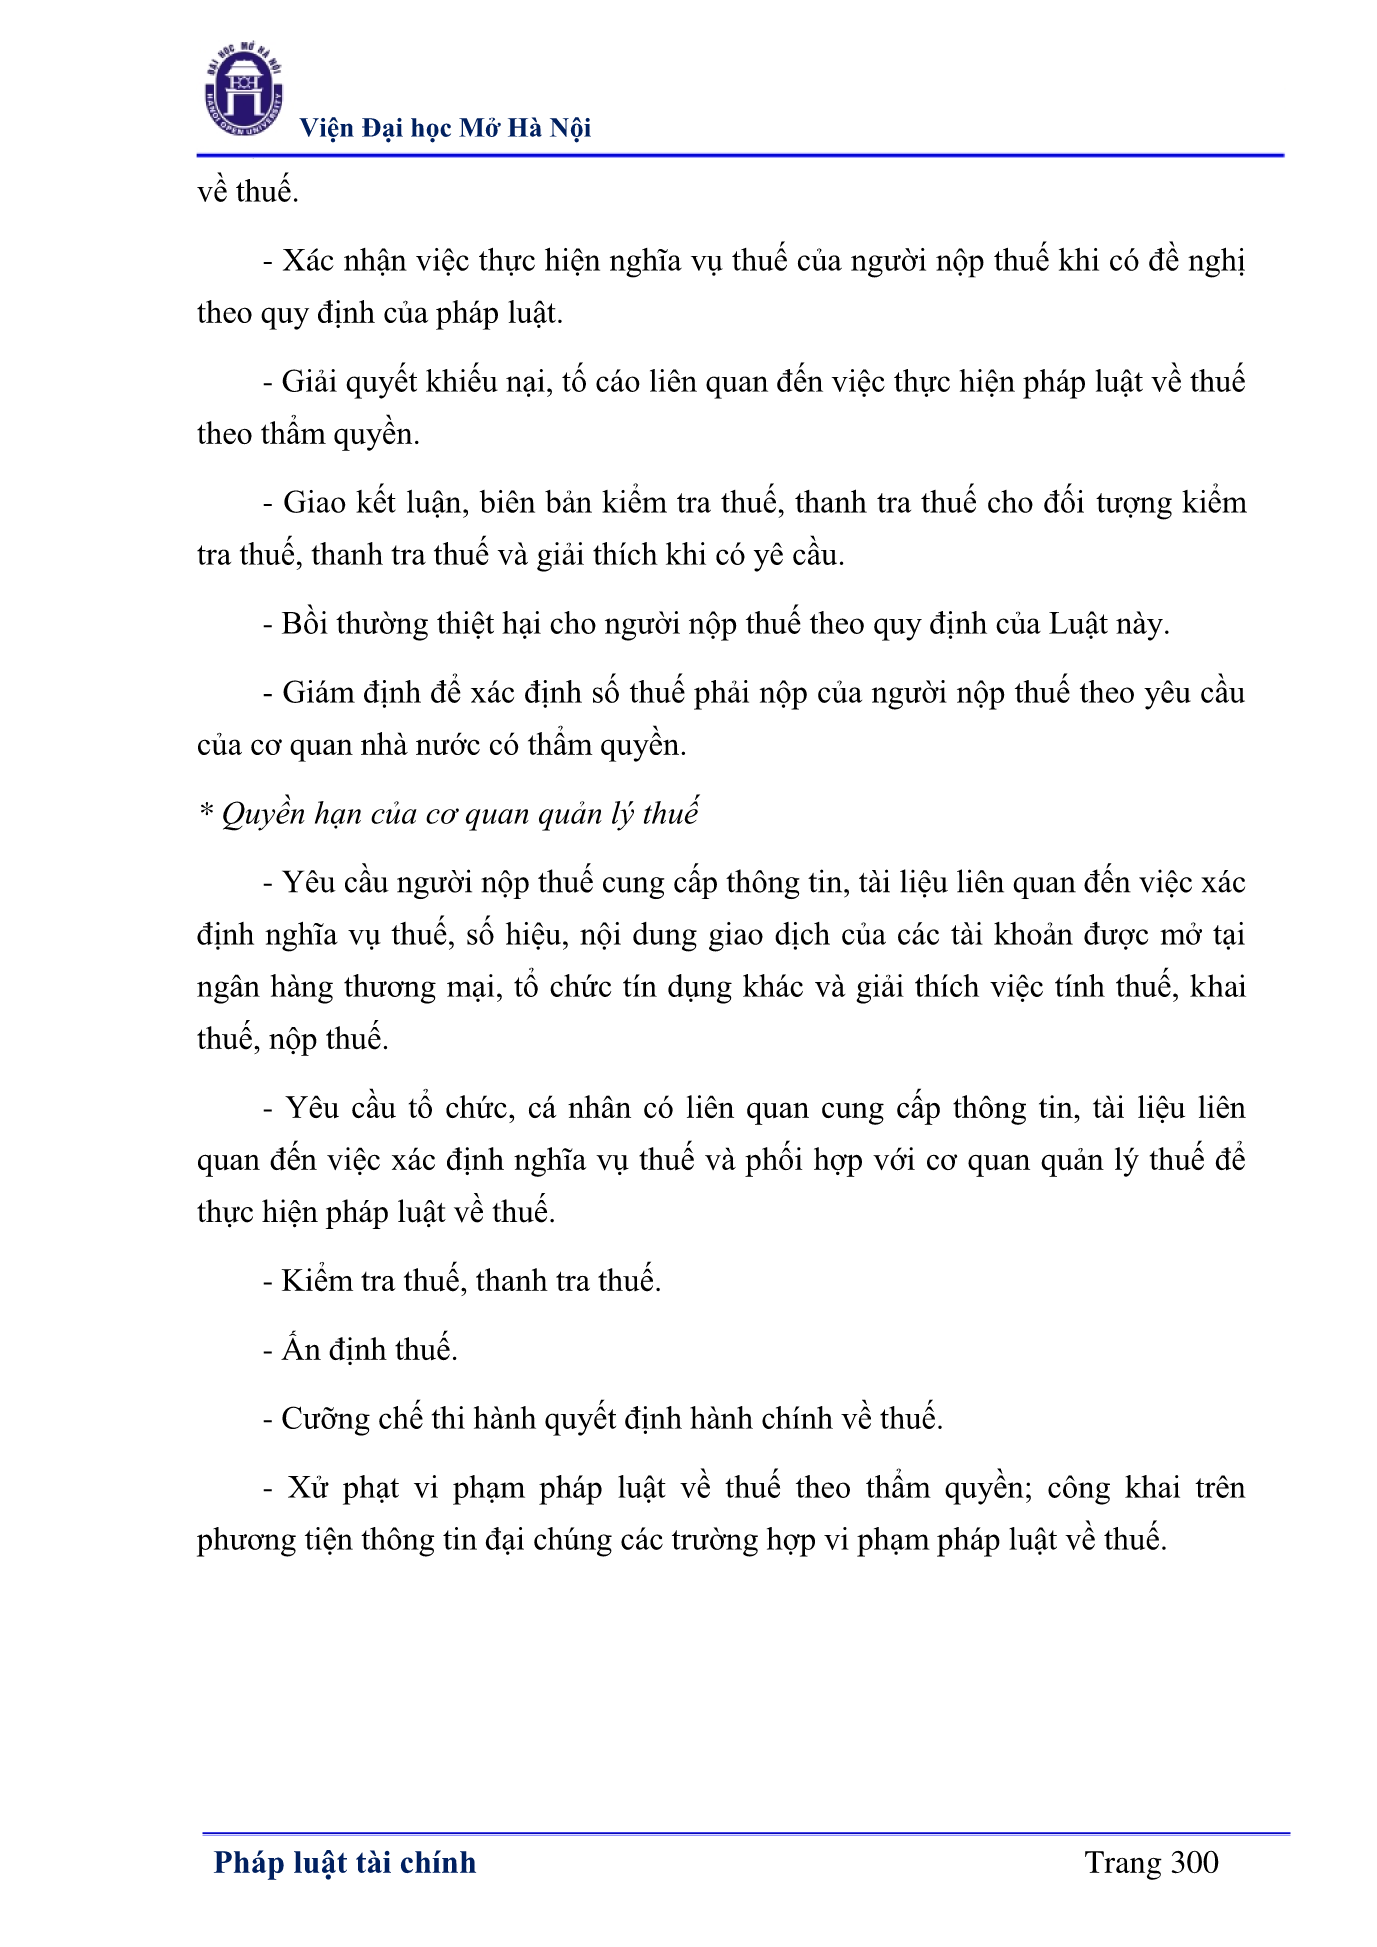 ĐẠI HỌC MỞ HÀ NỘI
HANOI OPEN UNIVERSITY
Viện Đại học Mở Hà Nội
về thuế.
- Xác nhận việc thực hiện nghĩa vụ thuế của người nộp thuế khi có đề nghị
theo quy định của pháp luật.
- Giải quyết khiếu nại, tố cáo liên quan đến việc thực hiện pháp luật về thuế
theo thẩm quyền.
- Giao kết luận, biên bản kiểm tra thuế, thanh tra thuế cho đối tượng kiểm
tra thuế, thanh tra thuế và giải thích khi có yê cầu.
- Bồi thường thiệt hại cho người nộp thuế theo quy định của Luật này.
- Giám định để xác định số thuế phải nộp của người nộp thuế theo yêu cầu
của cơ quan nhà nước có thẩm quyền.
* Quyền hạn của cơ quan quản lý thuế
- Yêu cầu người nộp thuế cung cấp thông tin, tài liệu liên quan đến việc xác
định nghĩa vụ thuế, số hiệu, nội dung giao dịch của các tài khoản được mở tại
ngân hàng thương mại, tổ chức tín dụng khác và giải thích việc tính thuế, khai
thuế, nộp thuế.
- Yêu cầu tổ chức, cá nhân có liên quan cung cấp thông tin, tài liệu liên
quan đến việc xác định nghĩa vụ thuế và phối hợp với cơ quan quản lý thuế để
thực hiện pháp luật về thuế.
- Kiểm tra thuế, thanh tra thuế.
- Ấn định thuế.
- Cưỡng chế thi hành quyết định hành chính về thuế.
- Xử phạt vi phạm pháp luật về thuế theo thẩm quyền; công khai trên
phương tiện thông tin đại chúng các trường hợp vi phạm pháp luật về thuế.
Pháp luật tài chính Trang 300